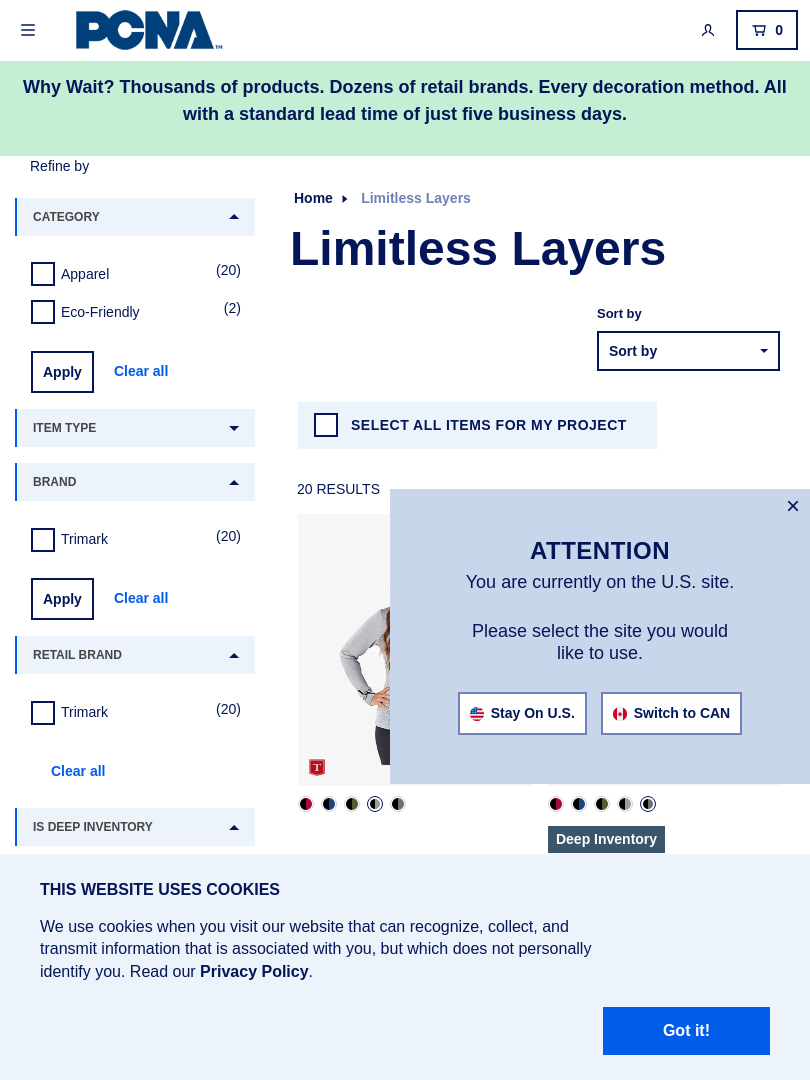 PCNA™
0
Why Wait? Thousands of products. Dozens of retail brands. Every decoration method. All
with a standard lead time of just five business days.
Refine by
CATEGORY
Apparel (20)
Eco-Friendly (2)
Apply Clear all
ITEM TYPE
BRAND
Trimark (20)
Apply Clear all
RETAIL BRAND
Trimark (20)
Clear all
IS DEEP INVENTORY
Home Limitless Layers
Limitless Layers
Sort by
Sort by
SELECT ALL ITEMS FOR MY PROJECT
20 RESULTS
T
ATTENTION
You are currently on the U.S. site.
Please select the site you would
like to use.
Stay On U.S. Switch to CAN
Deep Inventory
THIS WEBSITE USES COOKIES
We use cookies when you visit our website that can recognize, collect, and
transmit information that is associated with you, but which does not personally
identify you. Read our Privacy Policy.
Got it!